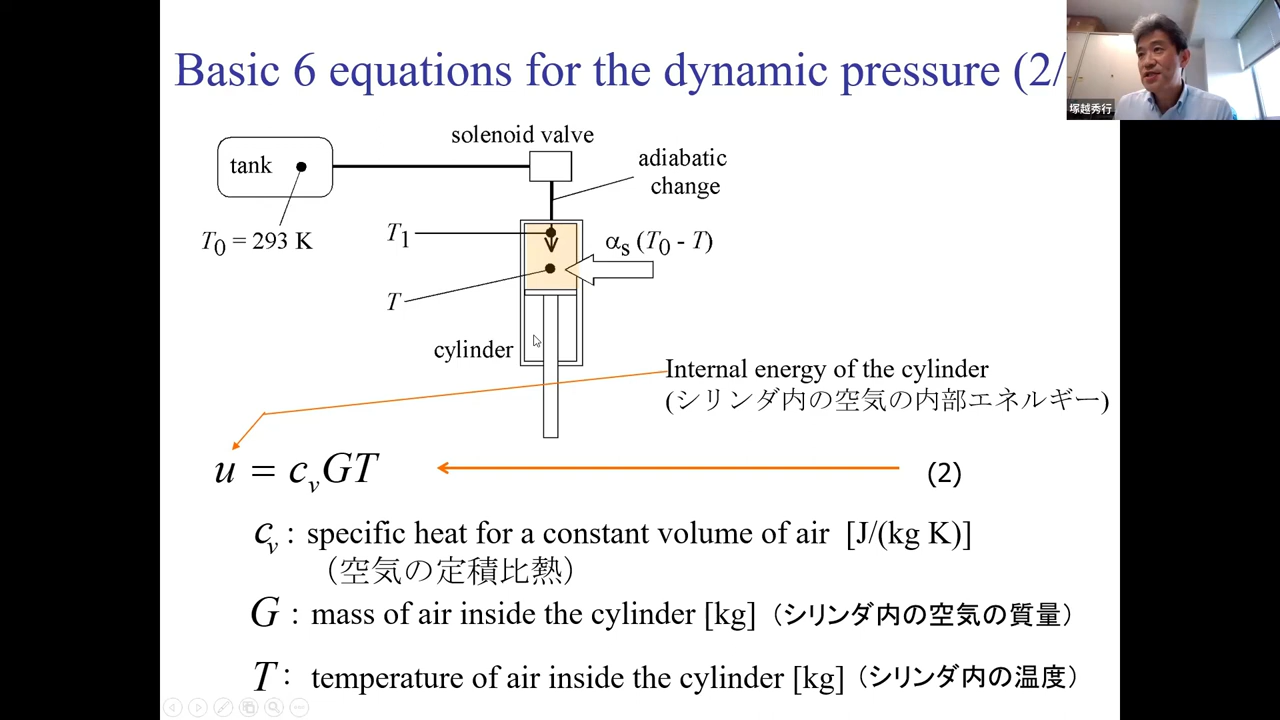 Basic 6 equations for the dynamic pressure (2/
塚越秀行
solenoid valve
tank
adiabatic
change
T0 = 293 K
T1
αs (T0 - T)
T
cylinder
Internal energy of the cylinder
(シリンダ内の空気の内部エネルギー)
u = cvGT
(2)
cv : specific heat for a constant volume of air [J/(kg K)]
（空気の定積比熱）
G : mass of air inside the cylinder [kg]（シリンダ内の空気の質量）
T : temperature of air inside the cylinder [kg]（シリンダ内の温度）